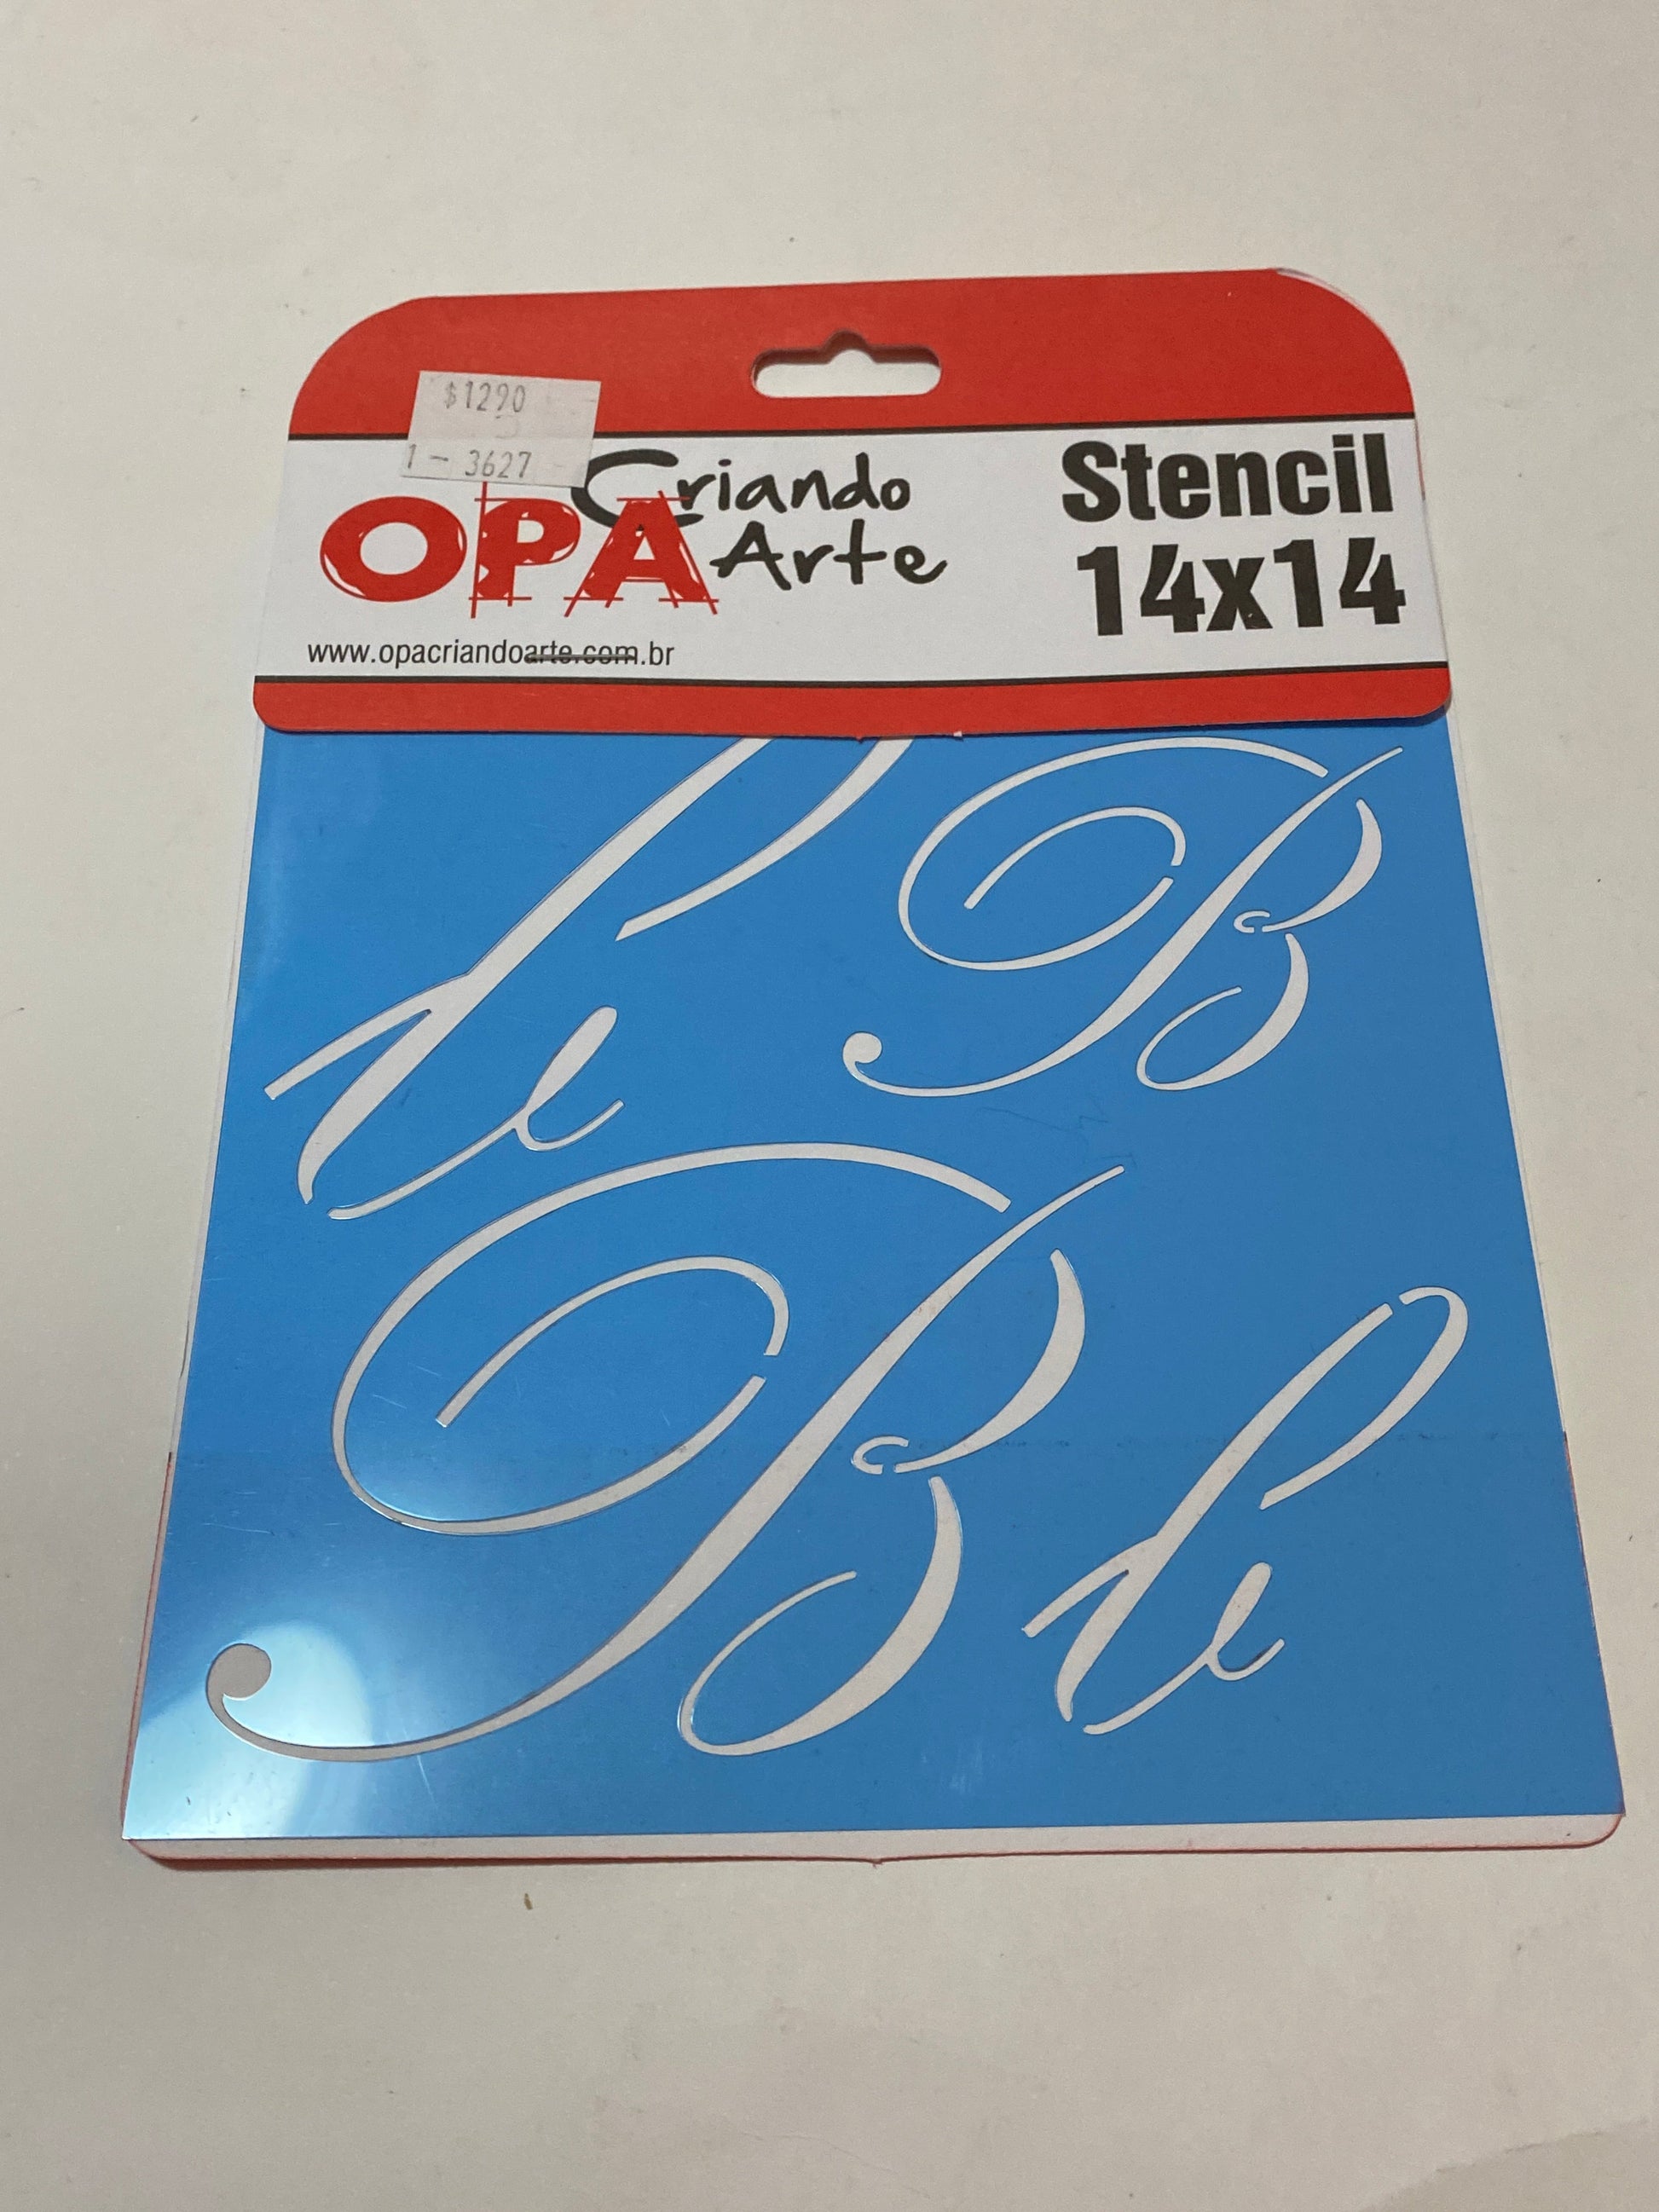 $1290
1 - 3627
OPA Criando Arte
Stencil
14x14
www.opacriandoarte.com.br
b B
B b